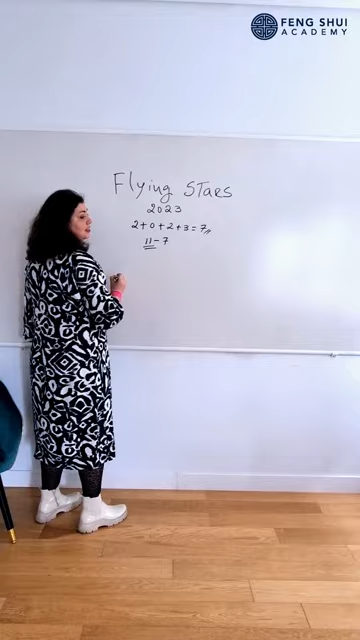 FENG SHUI
ACADEMY
Flying STARS
2023
2+0+2+3=7
11-7